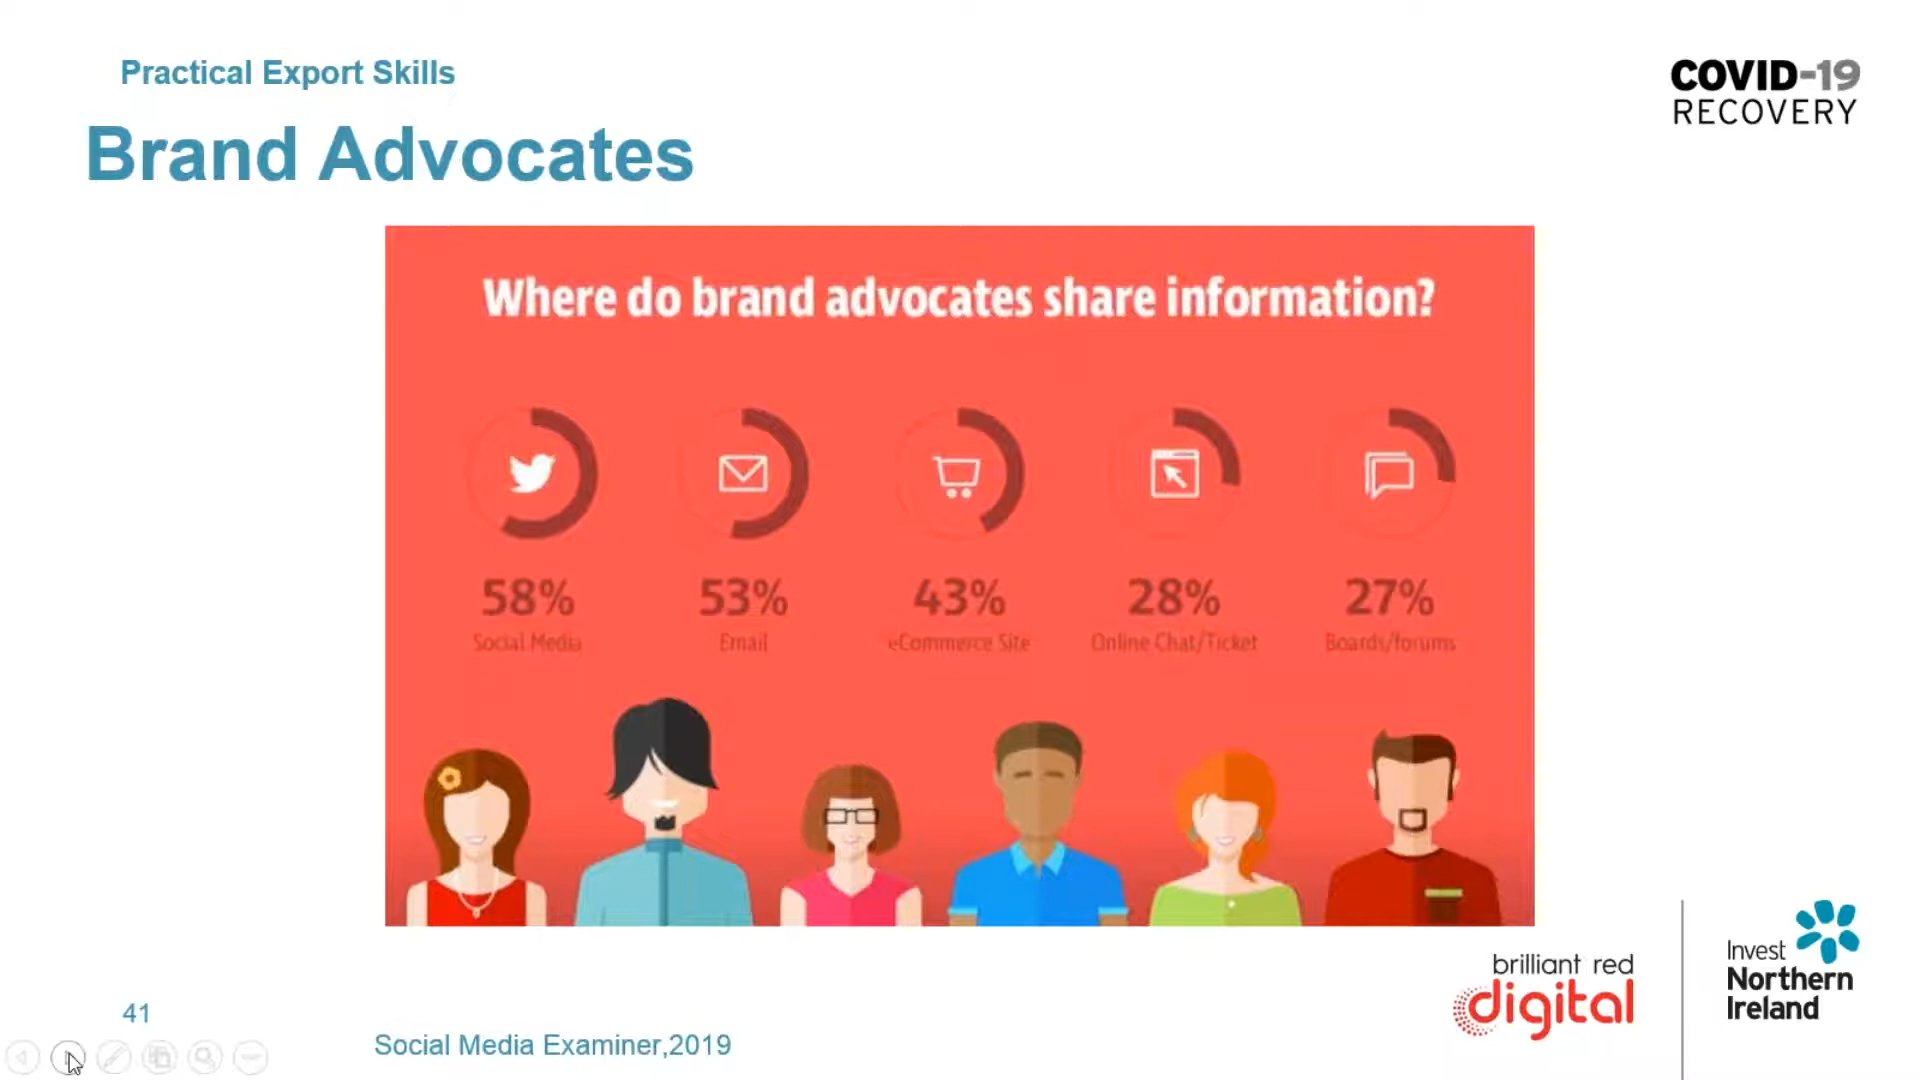 Practical Export Skills
COVID-19
RECOVERY
Brand Advocates
Where do brand advocates share information?
58%
Social Media
53%
Email
43%
eCommerce Site
28%
Online Chat/Ticket
27%
Boards/forums
brilliant red
digital
Invest
Northern
Ireland
41
Social Media Examiner,2019